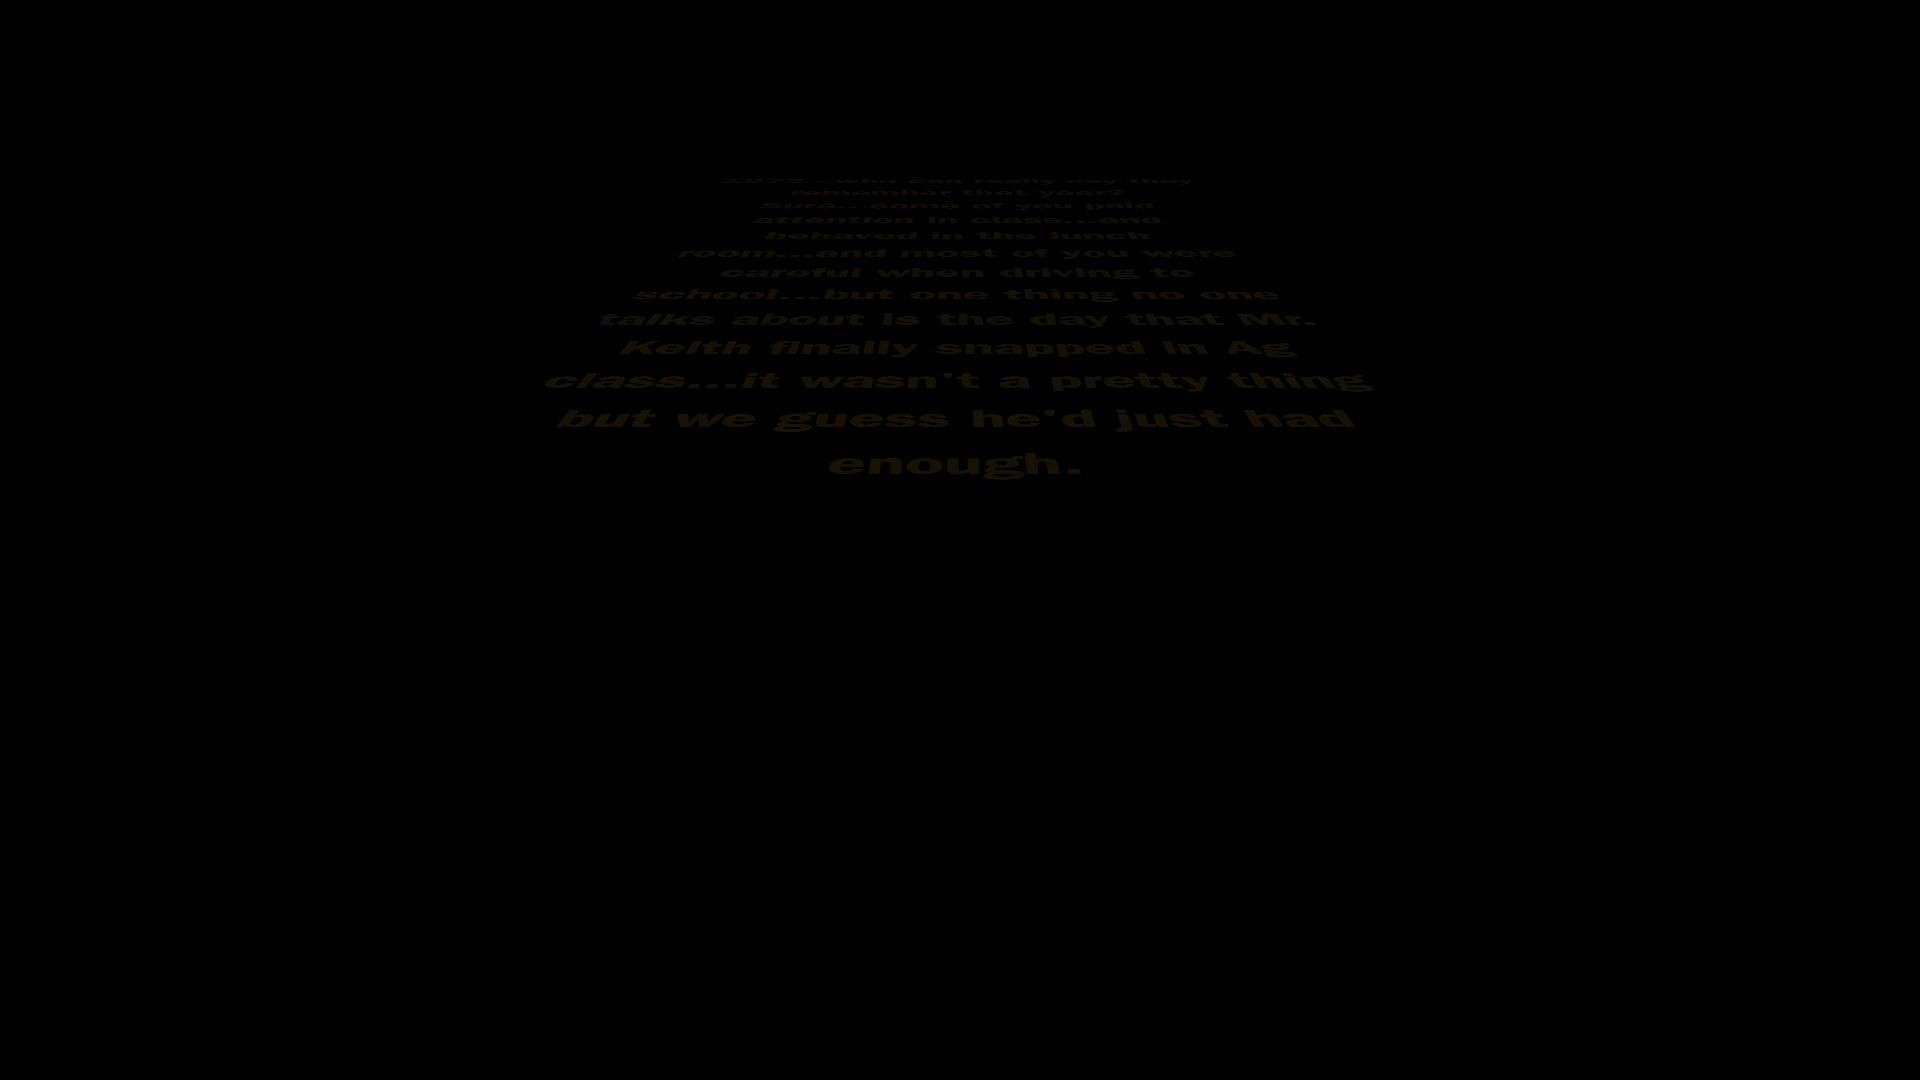 1972...who can really say they
remember that year?
Sure...some of you paid
attention in class...and
behaved in the lunch
room...and most of you were
careful when driving to
school...but one thing no one
talks about is the day that Mr.
Keith finally snapped in Ag
class...it wasn't a pretty thing
but we guess he'd just had
enough.